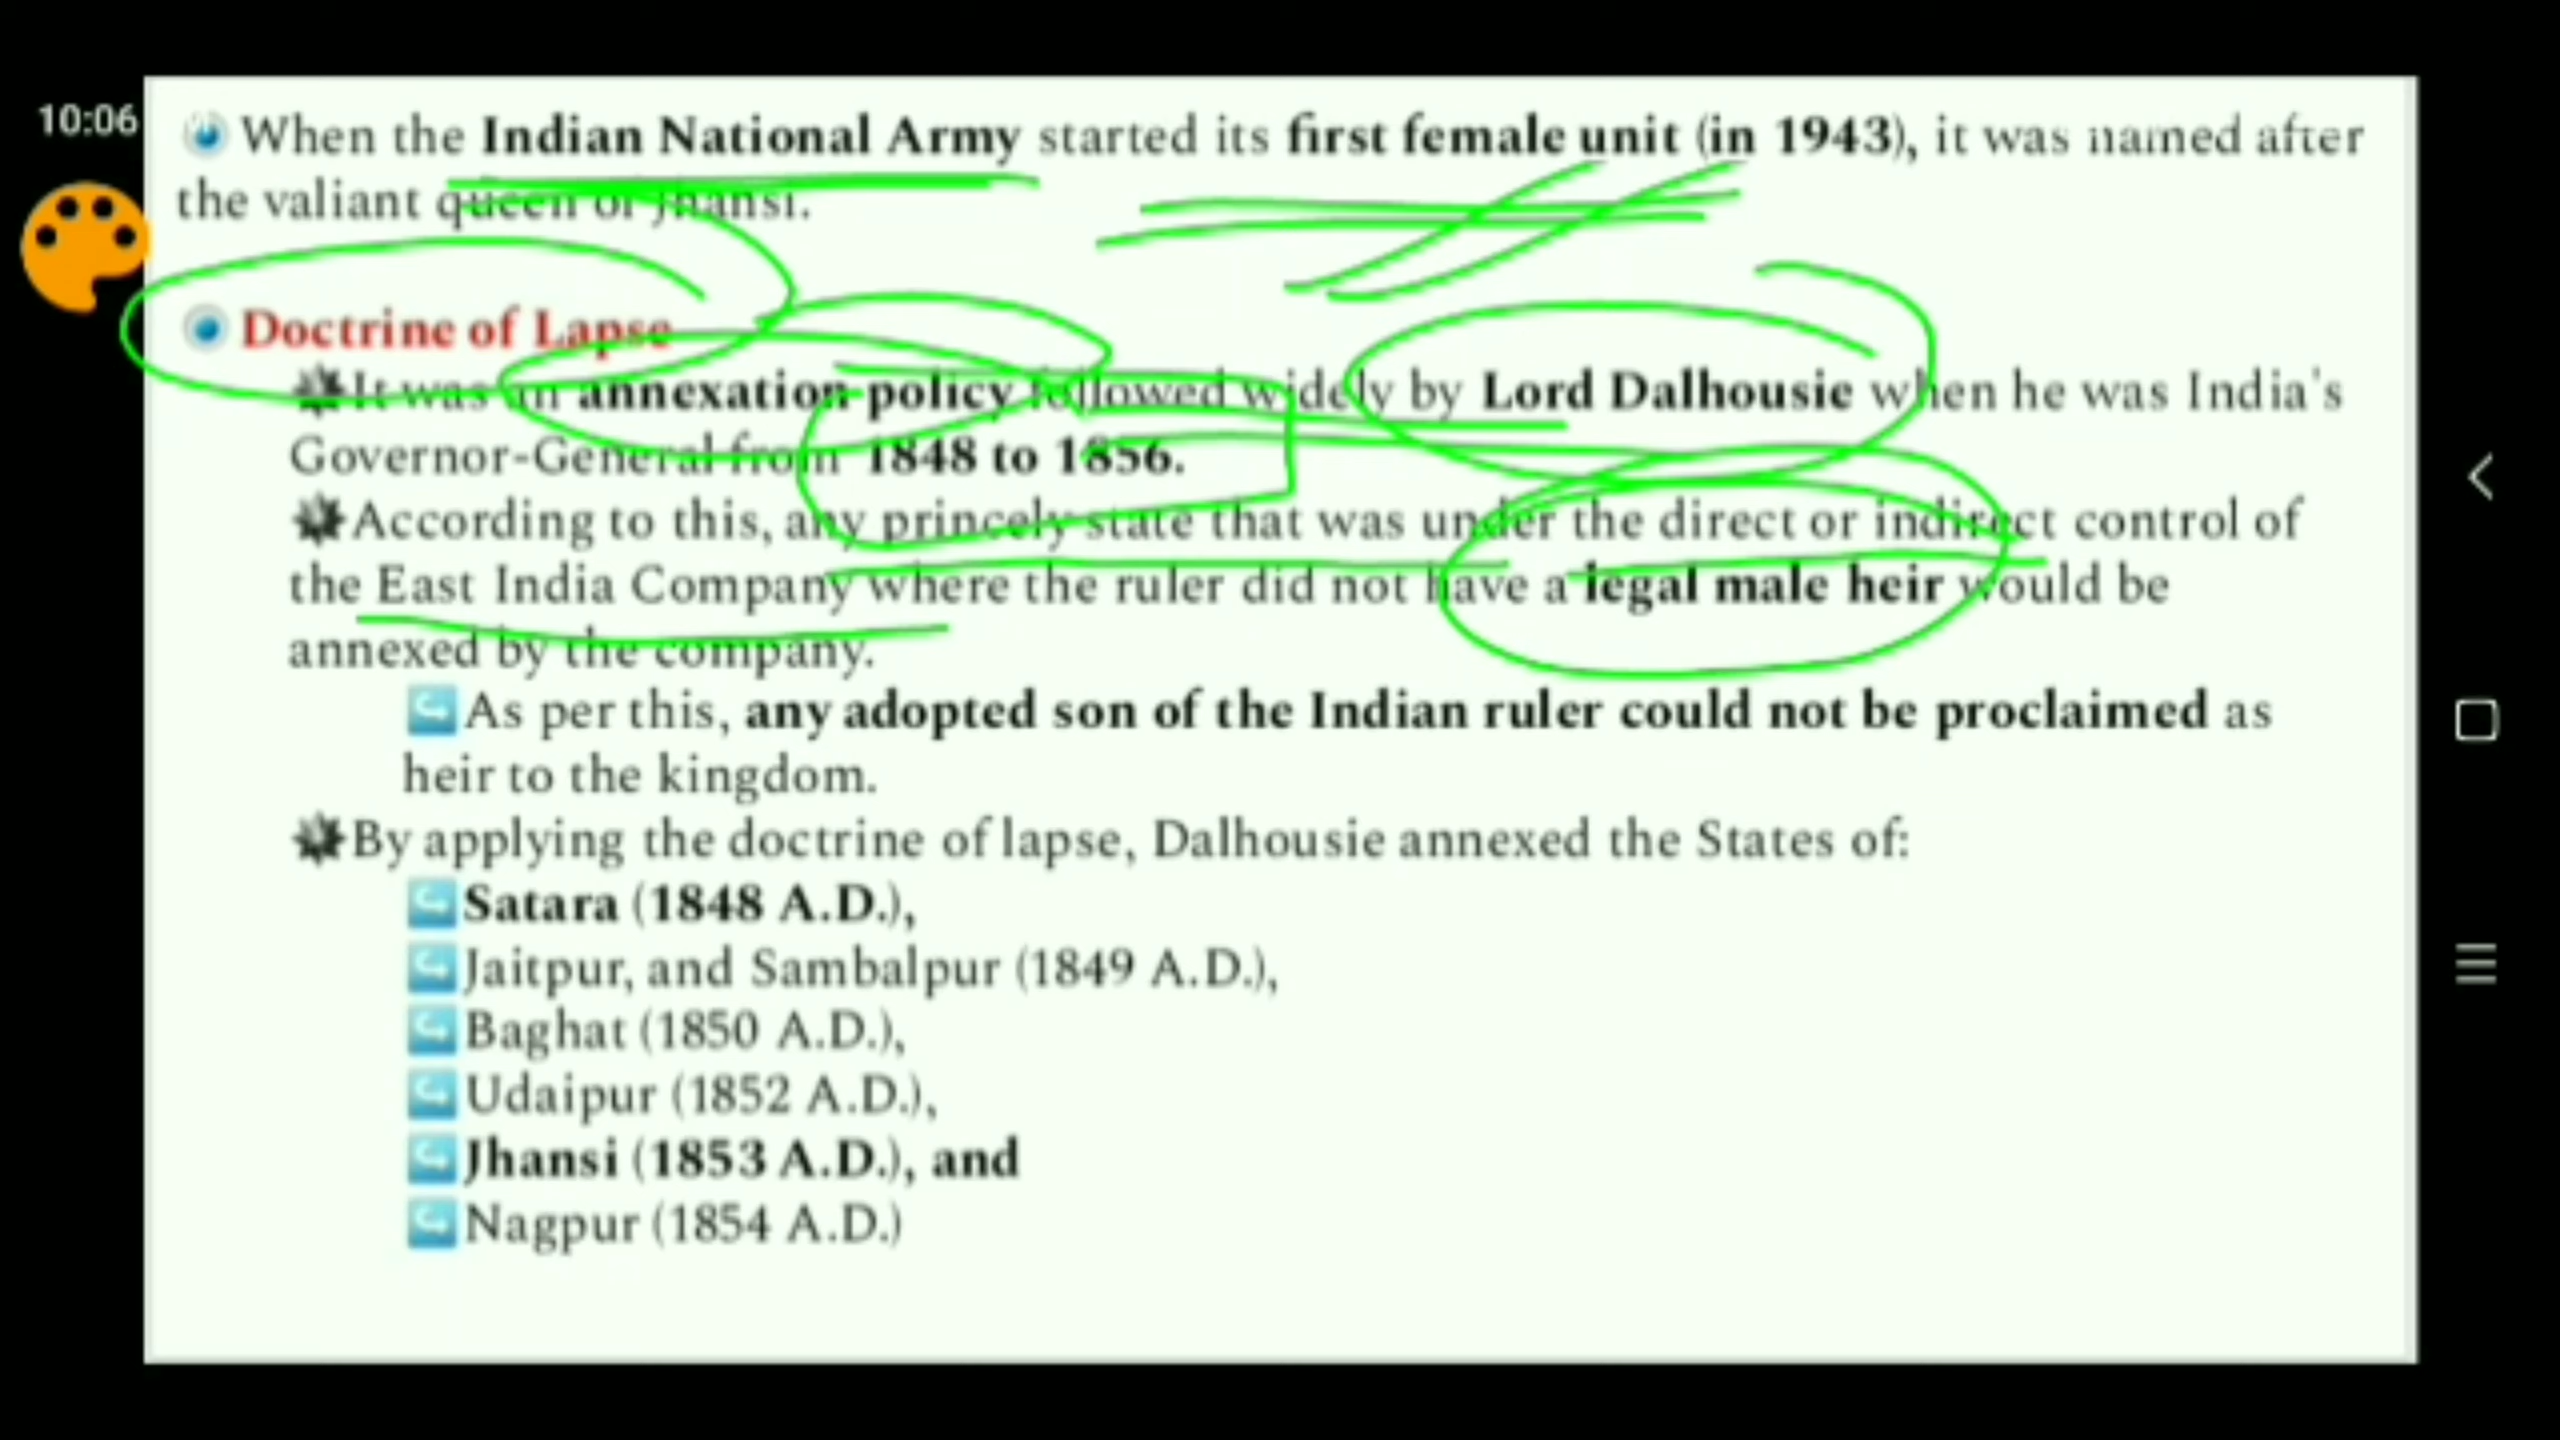 10:06
When the Indian National Army started its first female unit (in 1943), it was named after
the valiant queen of Jhansi.
Doctrine of Lapse
It was an annexation policy followed widely by Lord Dalhousie when he was India's
Governor-General from 1848 to 1856.
According to this, any princely state that was under the direct or indirect control of
the East India Company where the ruler did not have a legal male heir would be
annexed by the company.
As per this, any adopted son of the Indian ruler could not be proclaimed as
heir to the kingdom.
By applying the doctrine of lapse, Dalhousie annexed the States of:
Satara (1848 A.D.),
Jaitpur, and Sambalpur (1849 A.D.),
Baghat (1850 A.D.),
Udaipur (1852 A.D.),
Jhansi (1853 A.D.), and
Nagpur (1854 A.D.)